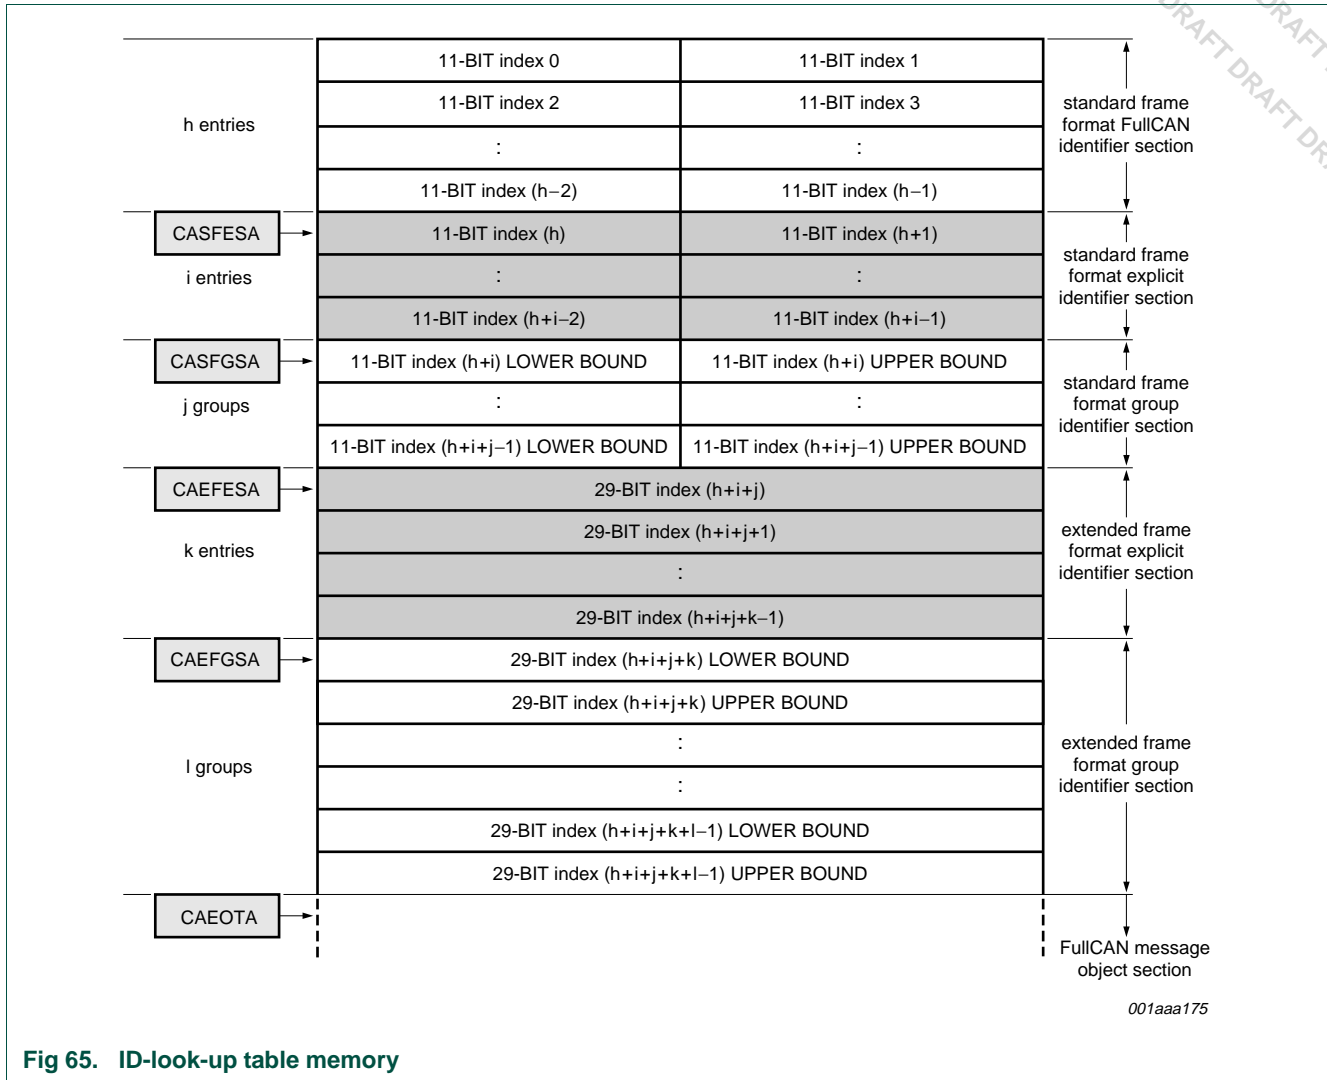 DRAFT DRAFT DRAFT
DRAFT
11-BIT index 0
11-BIT index 1
11-BIT index 2
11-BIT index 3
h entries
standard frame
format FullCAN
identifier section
:
:
11-BIT index (h−2)
11-BIT index (h−1)
CASFESA
11-BIT index (h)
11-BIT index (h+1)
i entries
:
:
standard frame
format explicit
identifier section
11-BIT index (h+i−2)
11-BIT index (h+i−1)
CASFGSA
11-BIT index (h+i) LOWER BOUND
11-BIT index (h+i) UPPER BOUND
j groups
:
:
standard frame
format group
identifier section
11-BIT index (h+i+j−1) LOWER BOUND
11-BIT index (h+i+j−1) UPPER BOUND
CAEFESA
29-BIT index (h+i+j)
29-BIT index (h+i+j+1)
k entries
extended frame
format explicit
identifier section
:
29-BIT index (h+i+j+k−1)
CAEFGSA
29-BIT index (h+i+j+k) LOWER BOUND
29-BIT index (h+i+j+k) UPPER BOUND
:
l groups
extended frame
format group
identifier section
:
29-BIT index (h+i+j+k+l−1) LOWER BOUND
29-BIT index (h+i+j+k+l−1) UPPER BOUND
CAEOTA
FullCAN message
object section
001aaa175
Fig 65. ID-look-up table memory